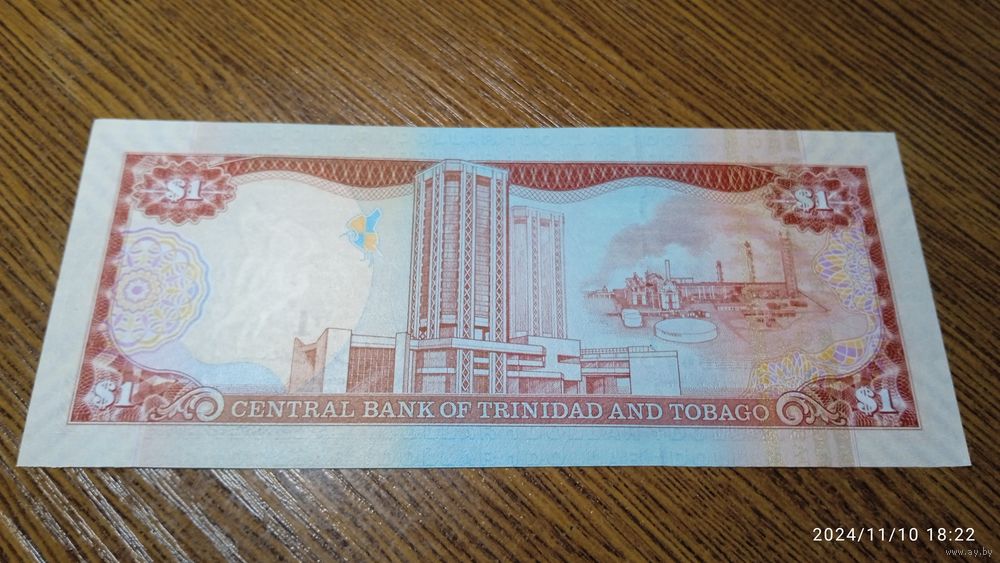 $1 $1
$1 CENTRAL BANK OF TRINIDAD AND TOBAGO $1
2024/11/10 18:22
www.ay.by